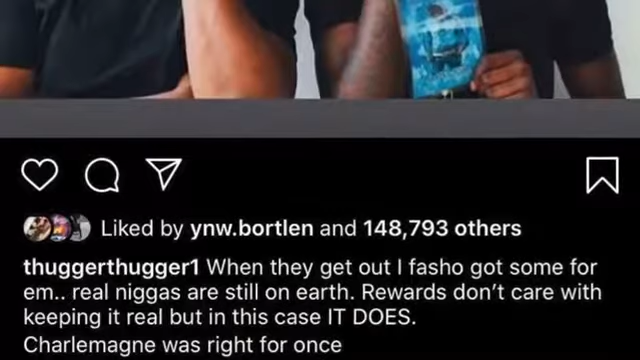 Liked by ynw.bortlen and 148,793 others
thuggerthugger1 When they get out I fasho got some for
em.. real niggas are still on earth. Rewards don’t care with
keeping it real but in this case IT DOES.
Charlemagne was right for once